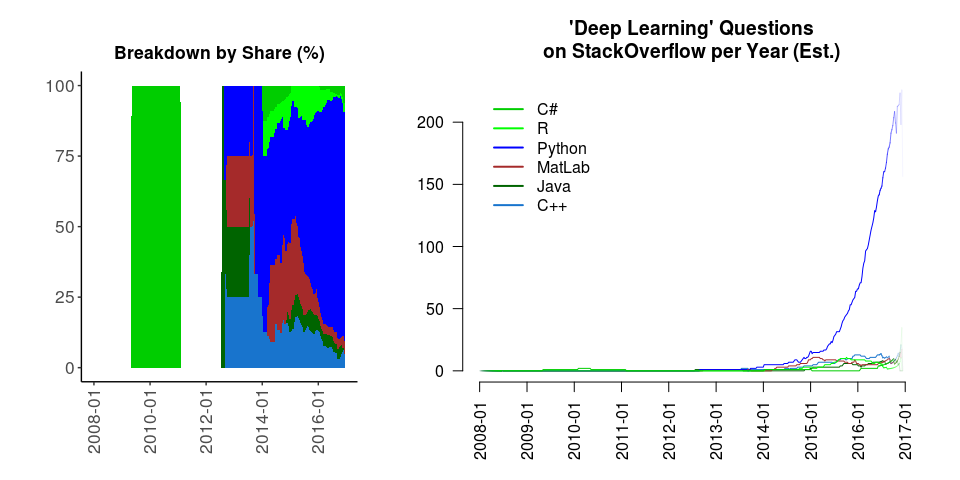 Breakdown by Share (%)
100
75
50
25
0
2008-01
2010-01
2012-01
2014-01
2016-01
'Deep Learning' Questions
on StackOverflow per Year (Est.)
C#
R
Python
MatLab
Java
C++
200
150
100
50
0
2008-01
2009-01
2010-01
2011-01
2012-01
2013-01
2014-01
2015-01
2016-01
2017-01